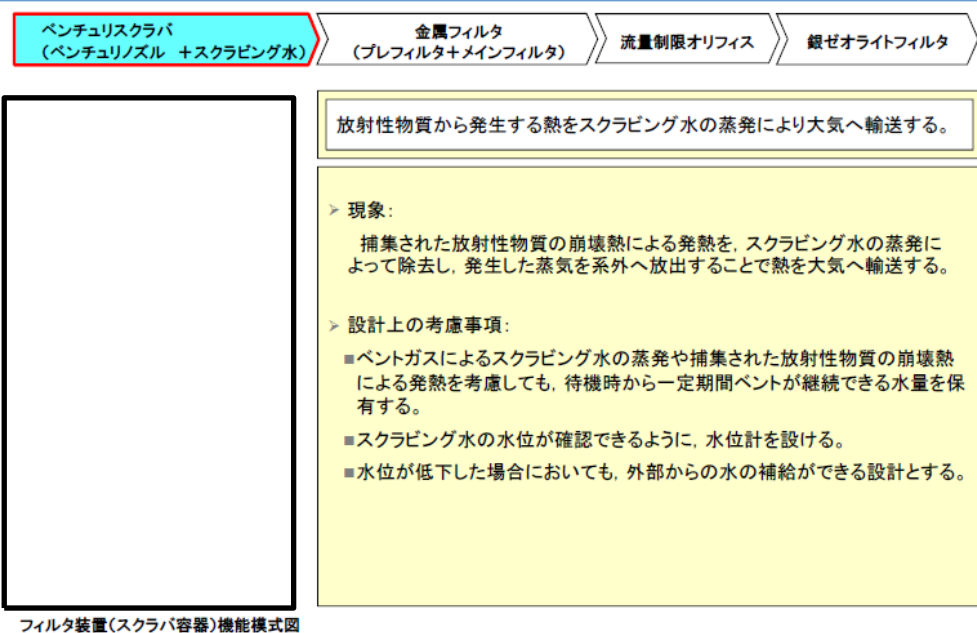 ベンチュリスクラバ
（ベンチュリノズル　＋スクラビング水）
金属フィルタ
（プレフィルタ＋メインフィルタ）
流量制限オリフィス
銀ゼオライトフィルタ
放射性物質から発生する熱をスクラビング水の蒸発により大気へ輸送する。
➢ 現象：
捕集された放射性物質の崩壊熱による発熱を，スクラビング水の蒸発に
よって除去し，発生した蒸気を系外へ放出することで熱を大気へ輸送する。
➢ 設計上の考慮事項：
■ベントガスによるスクラビング水の蒸発や捕集された放射性物質の崩壊熱
による発熱を考慮しても，待機時から一定期間ベントが継続できる水量を保
有する。
■スクラビング水の水位が確認できるように，水位計を設ける。
■水位が低下した場合においても，外部からの水の補給ができる設計とする。
フィルタ装置（スクラバ容器）機能模式図